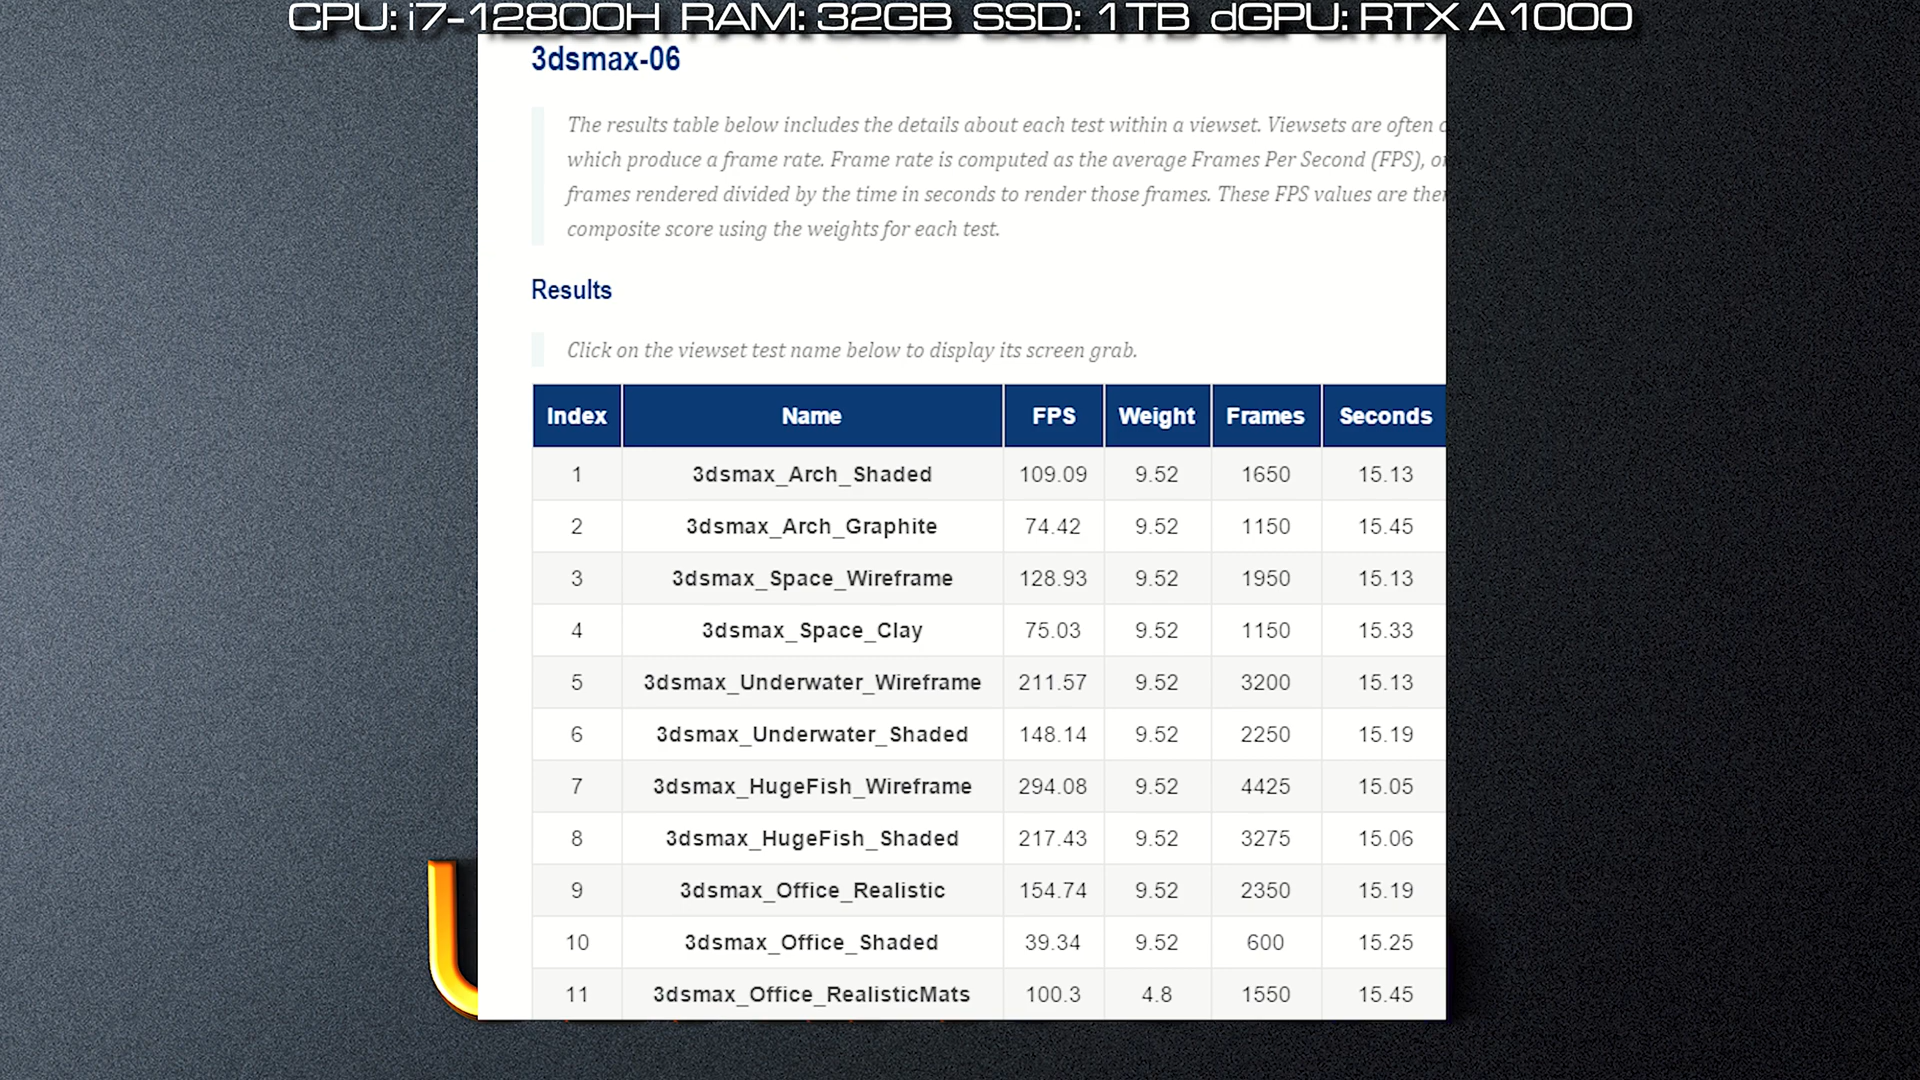 CPU: i7-12800H RAM: 32GB SSD: 1TB dGPU: RTX A1000
3dsmax-06
The results table below includes the details about each test within a viewset. Viewsets are often
which produce a frame rate. Frame rate is computed as the average Frames Per Second (FPS),
frames rendered divided by the time in seconds to render those frames. These FPS values are
composite score using the weights for each test.
Results
Click on the viewset test name below to display its screen grab.
Index Name FPS Weight Frames Seconds
1 3dsmax_Arch_Shaded 109.09 9.52 1650 15.13
2 3dsmax_Arch_Graphite 74.42 9.52 1150 15.45
3 3dsmax_Space_Wireframe 128.93 9.52 1950 15.13
4 3dsmax_Space_Clay 75.03 9.52 1150 15.33
5 3dsmax_Underwater_Wireframe 211.57 9.52 3200 15.13
6 3dsmax_Underwater_Shaded 148.14 9.52 2250 15.19
7 3dsmax_HugeFish_Wireframe 294.08 9.52 4425 15.05
8 3dsmax_HugeFish_Shaded 217.43 9.52 3275 15.06
9 3dsmax_Office_Realistic 154.74 9.52 2350 15.19
10 3dsmax_Office_Shaded 39.34 9.52 600 15.25
11 3dsmax_Office_RealisticMats 100.3 4.8 1550 15.45